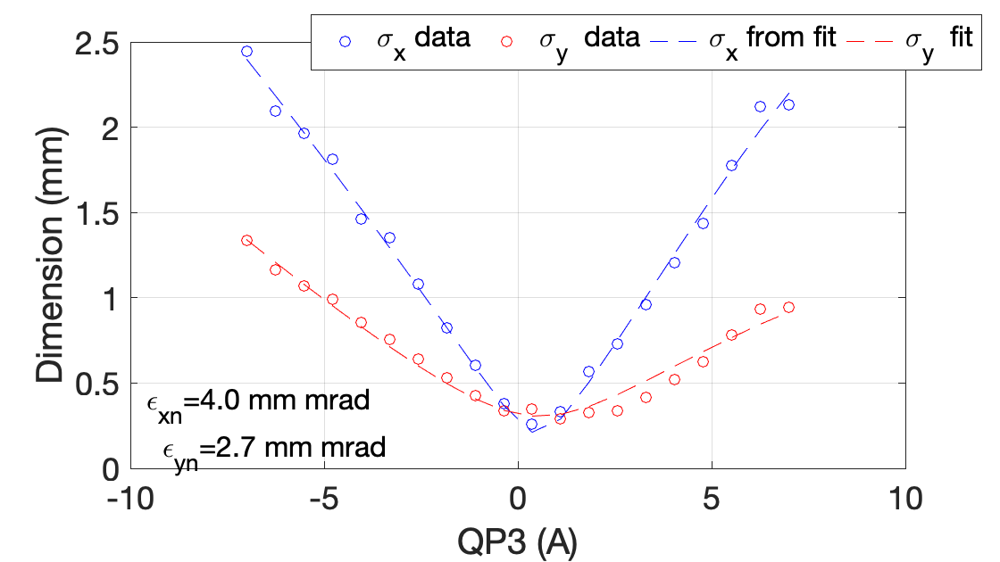 σx data σy data σx from fit σy fit
2.5
2
1.5
1
0.5
0
Dimension (mm)
ϵxn=4.0 mm mrad
ϵyn=2.7 mm mrad
-10 -5 0 5 10
QP3 (A)